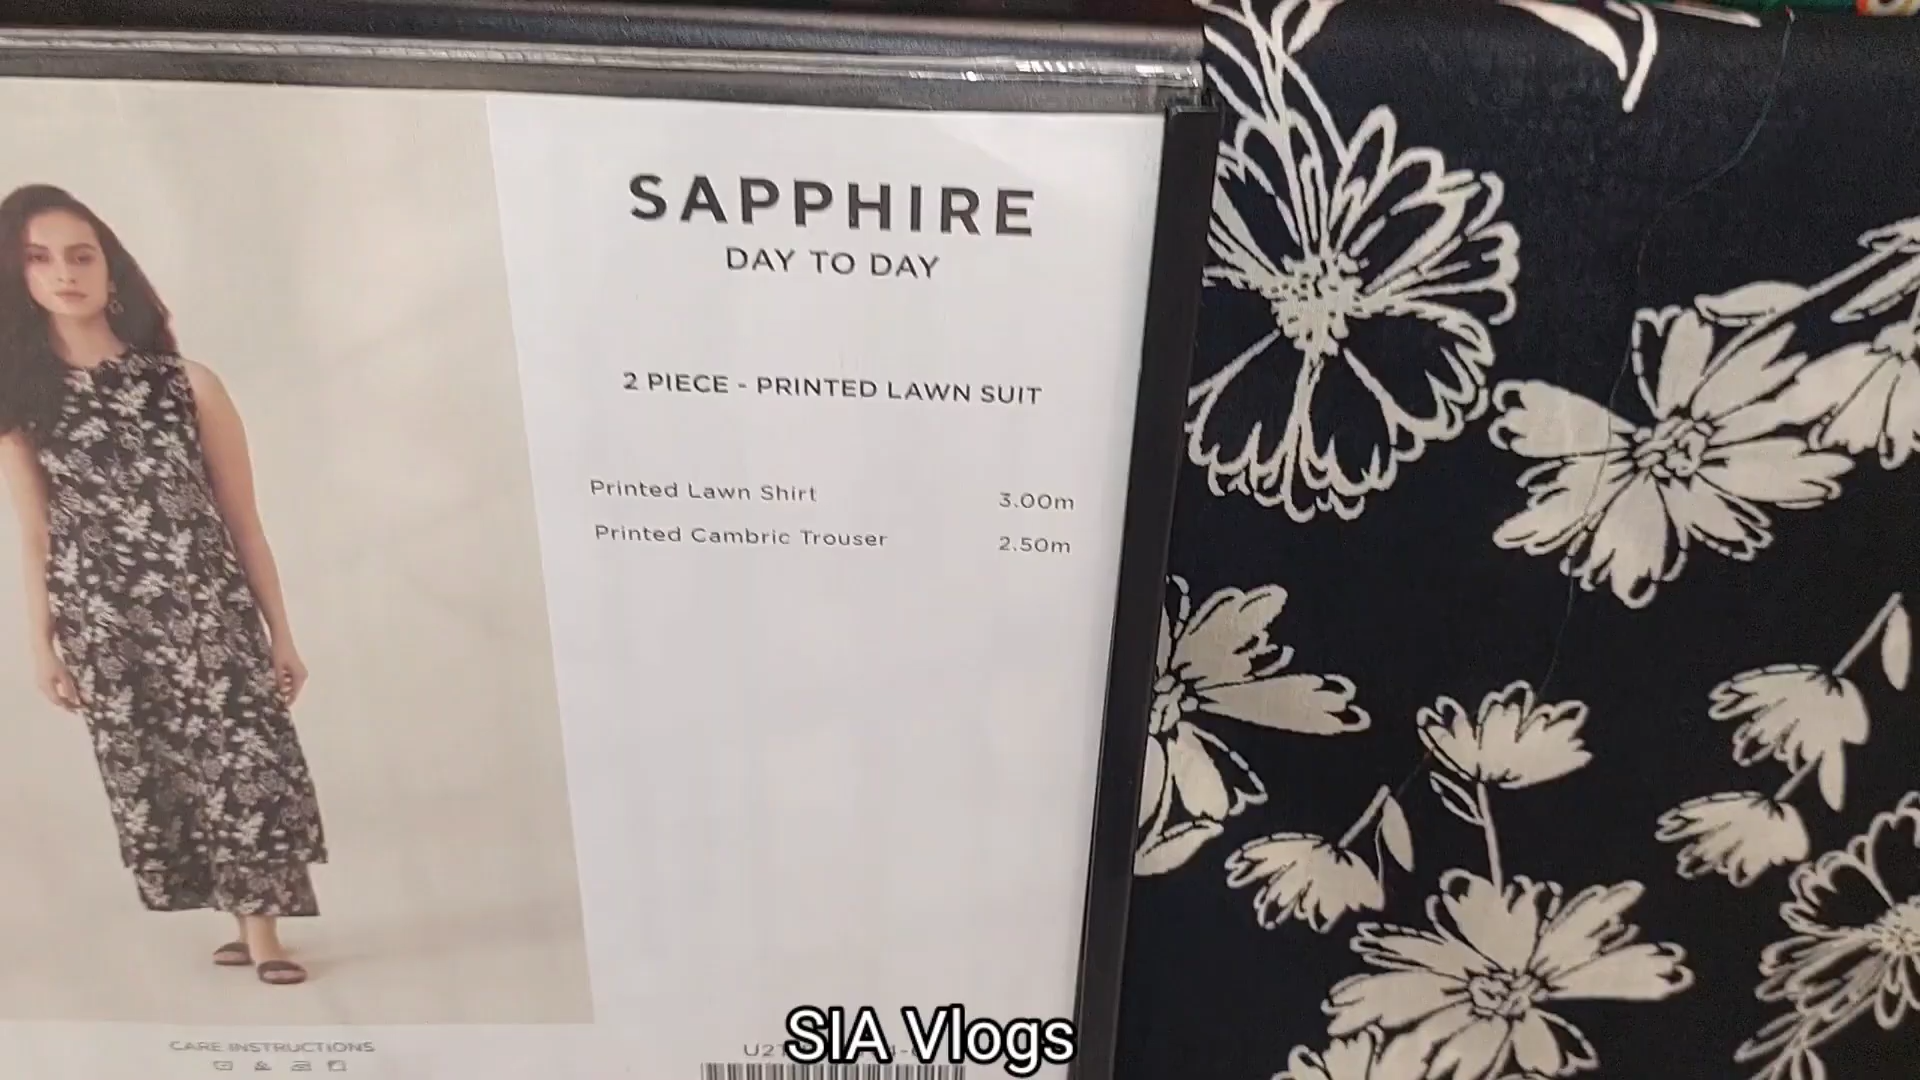 SAPPHIRE
DAY TO DAY
2 PIECE - PRINTED LAWN SUIT
Printed Lawn Shirt 3.00m
Printed Cambric Trouser 2.50m
CARE INSTRUCTIONS
SIA Vlogs